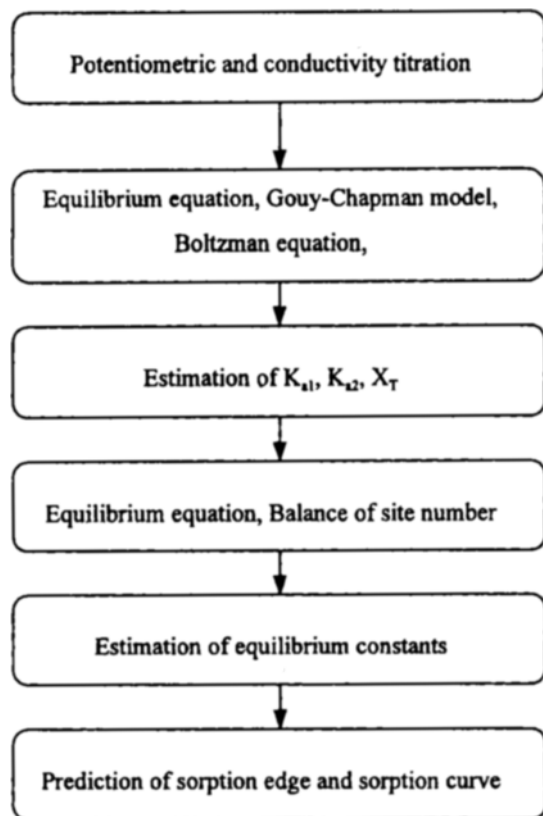 Potentiometric and conductivity titration
Equilibrium equation, Gouy-Chapman model,
Boltzman equation,
Estimation of Kₐ₁, Kₐ₂, X_T
Equilibrium equation, Balance of site number
Estimation of equilibrium constants
Prediction of sorption edge and sorption curve